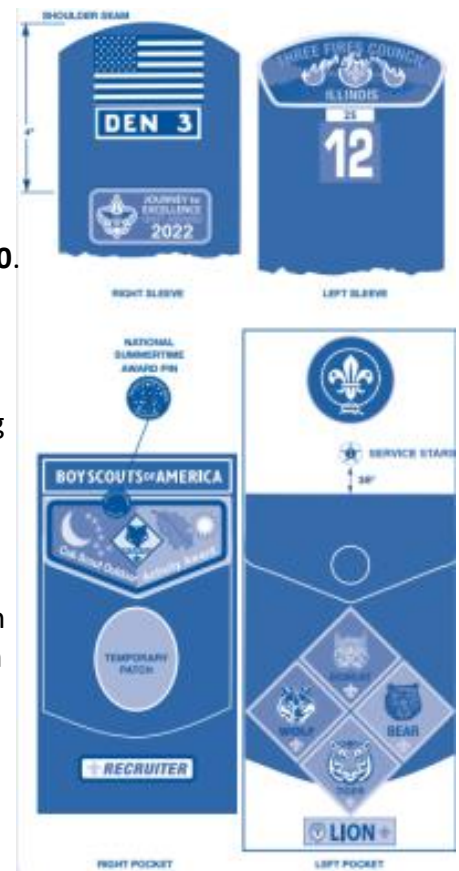 SHOULDER SEAM
4"
DEN 3
JOURNEY to
EXCELLENCE
2022
RIGHT SLEEVE
THREE FIRES COUNCIL
ILLINOIS
25
12
LEFT SLEEVE
0.
g
NATIONAL
SUMMERTIME
AWARD PIN
BOY SCOUTS OF AMERICA
Cub Scout Outdoor Activity Award
TEMPORARY
PATCH
RECRUITER
RIGHT POCKET
SERVICE STARS
3/8"
BOBCAT
WOLF
BEAR
TIGER
LION
LEFT POCKET